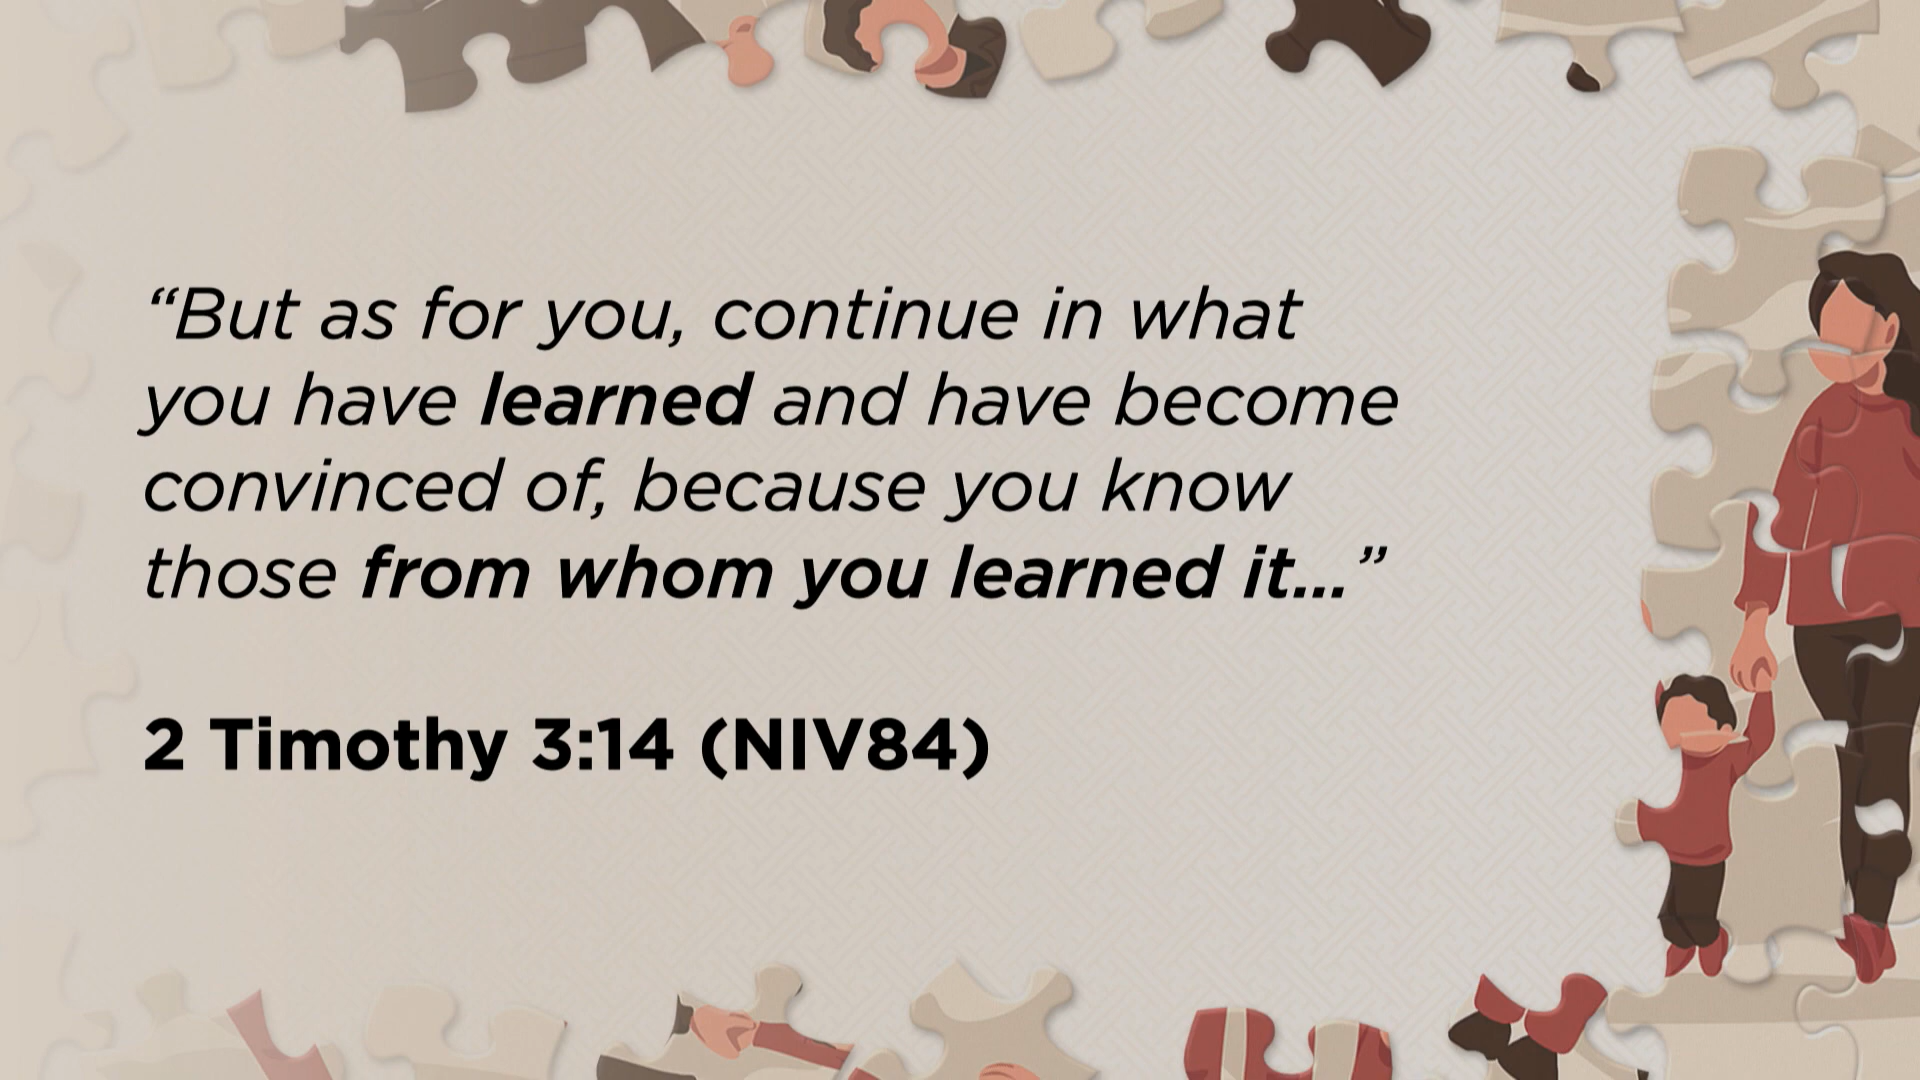 “But as for you, continue in what
you have learned and have become
convinced of, because you know
those from whom you learned it...”
2 Timothy 3:14 (NIV84)